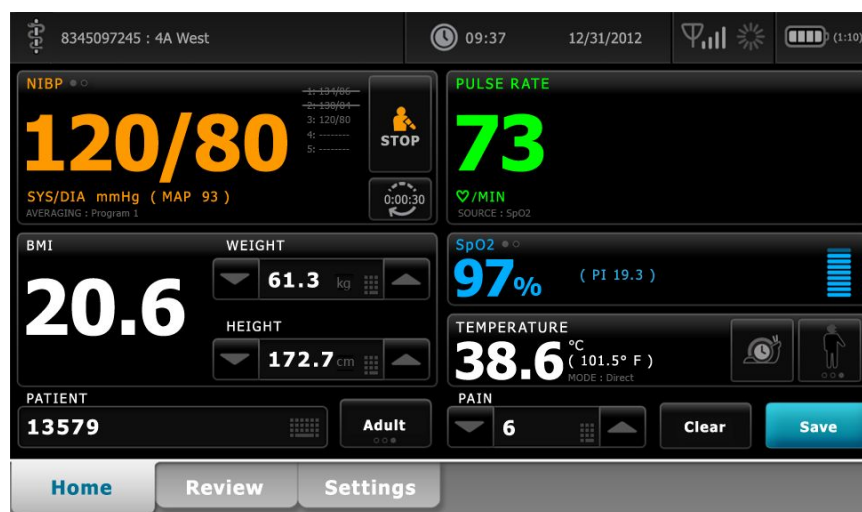 8345097245 : 4A West
09:37
12/31/2012
(1:10)
NIBP
1: 134/86
2: 130/84
3: 120/80
4: --------
5: --------
120/80
STOP
SYS/DIA mmHg ( MAP 93 )
AVERAGING : Program 1
0:00:30
PULSE RATE
73
/MIN
SOURCE : SpO2
BMI
20.6
WEIGHT
61.3 kg
HEIGHT
172.7 cm
SpO2
97%
( PI 19.3 )
TEMPERATURE
38.6 °C
( 101.5° F )
MODE : Direct
PATIENT
13579
Adult
PAIN
6
Clear
Save
Home
Review
Settings